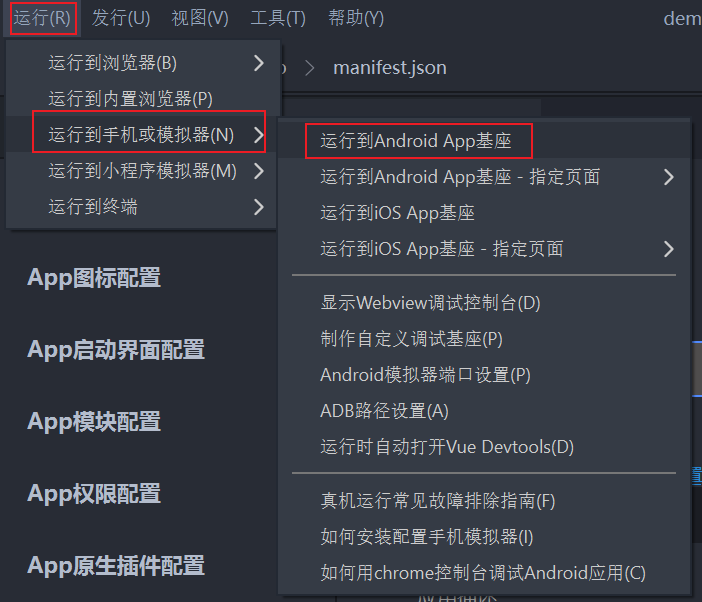 运行(R) 发行(U) 视图(V) 工具(T) 帮助(Y) dem
运行到浏览器(B)
manifest.json
运行到内置浏览器(P)
运行到手机或模拟器(N)
运行到小程序模拟器(M)
运行到终端
运行到Android App基座
运行到Android App基座 - 指定页面
运行到iOS App基座
运行到iOS App基座 - 指定页面
显示Webview调试控制台(D)
制作自定义调试基座(P)
Android模拟器端口设置(P)
ADB路径设置(A)
运行时自动打开Vue Devtools(D)
真机运行常见故障排除指南(F)
如何安装配置手机模拟器(I)
如何用chrome控制台调试Android应用(C)
App图标配置
App启动界面配置
App模块配置
App权限配置
App原生插件配置
置